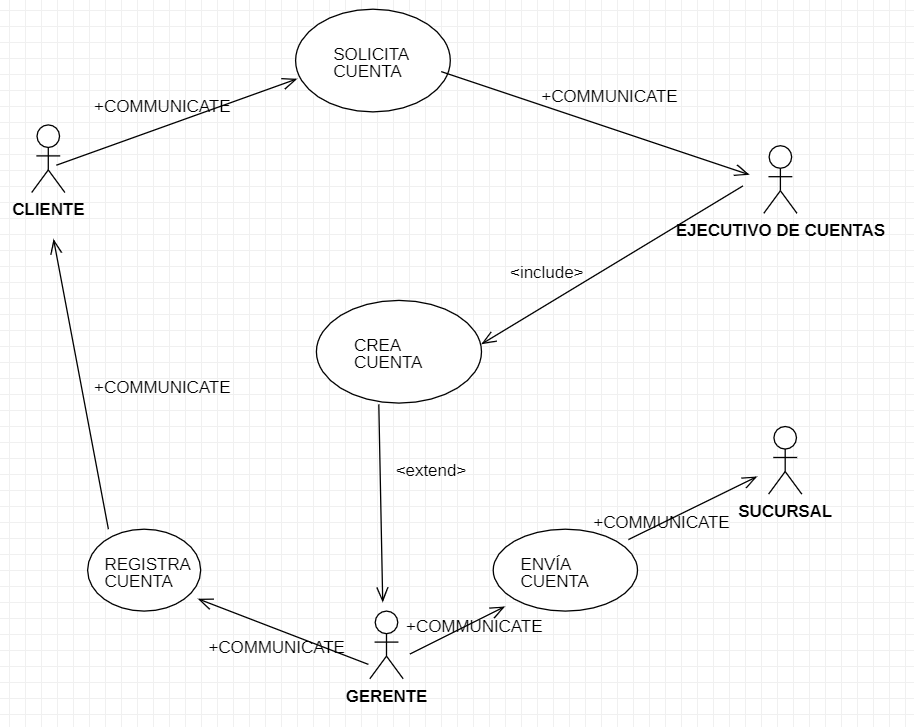 SOLICITA
CUENTA
+COMMUNICATE
+COMMUNICATE
CLIENTE
EJECUTIVO DE CUENTAS
<include>
CREA
CUENTA
+COMMUNICATE
<extend>
SUCURSAL
+COMMUNICATE
REGISTRA
CUENTA
ENVÍA
CUENTA
+COMMUNICATE
+COMMUNICATE
GERENTE